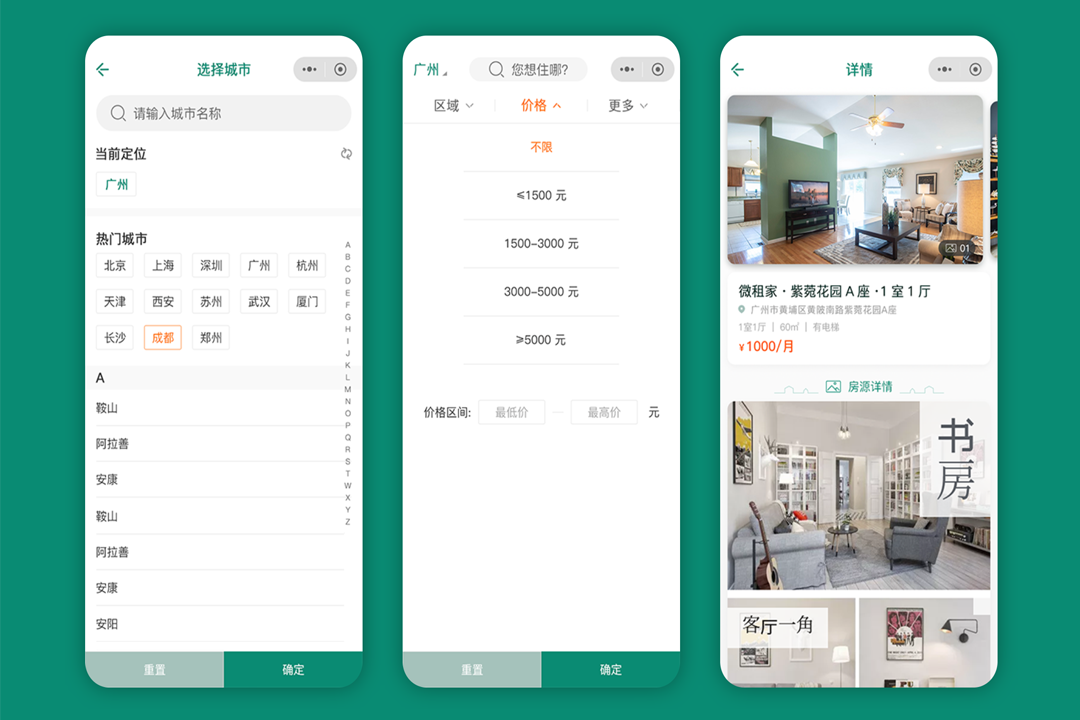 选择城市
请输入城市名称
当前定位
广州
热门城市
北京 上海 深圳 广州 杭州
天津 西安 苏州 武汉 厦门
长沙 成都 郑州
A
鞍山
阿拉善
安康
鞍山
阿拉善
安康
安阳
A
B
C
D
E
F
G
H
I
J
K
L
M
N
O
P
Q
R
S
T
W
X
Y
Z
重置 确定
广州 您想住哪?
区域 价格 更多
不限
≤1500 元
1500-3000 元
3000-5000 元
≥5000 元
价格区间: 最低价 — 最高价 元
重置 确定
详情
01
微租家·紫菀花园 A 座 ·1 室 1 厅
广州市黄埔区黄陂南路紫菀花园A座
1室1厅 | 60㎡ | 有电梯
¥1000/月
房源详情
书房
客厅一角